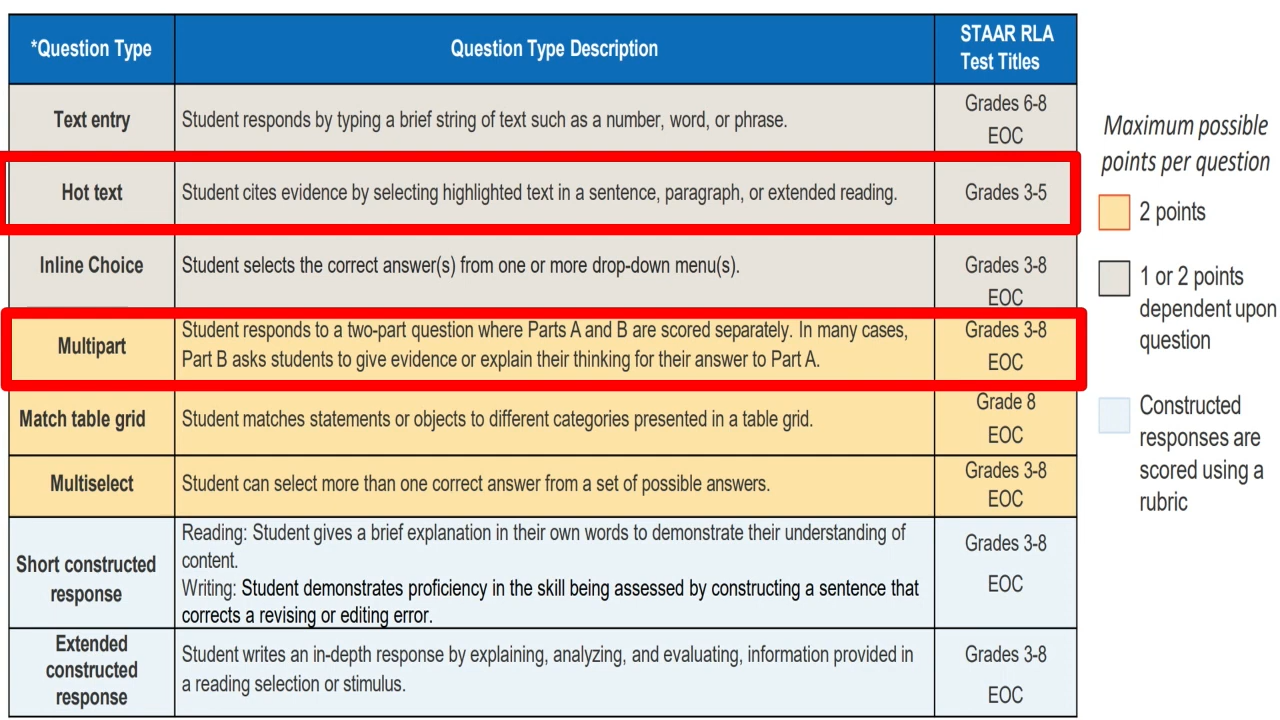 *Question Type
Question Type Description
STAAR RLA
Test Titles
Text entry
Student responds by typing a brief string of text such as a number, word, or phrase.
Grades 6-8
EOC
Hot text
Student cites evidence by selecting highlighted text in a sentence, paragraph, or extended reading.
Grades 3-5
Inline Choice
Student selects the correct answer(s) from one or more drop-down menu(s).
Grades 3-8
EOC
Multipart
Student responds to a two-part question where Parts A and B are scored separately. In many cases,
Part B asks students to give evidence or explain their thinking for their answer to Part A.
Grades 3-8
EOC
Match table grid
Student matches statements or objects to different categories presented in a table grid.
Grade 8
EOC
Multiselect
Student can select more than one correct answer from a set of possible answers.
Grades 3-8
EOC
Short constructed
response
Reading: Student gives a brief explanation in their own words to demonstrate their understanding of
content.
Writing: Student demonstrates proficiency in the skill being assessed by constructing a sentence that
corrects a revising or editing error.
Grades 3-8
EOC
Extended
constructed
response
Student writes an in-depth response by explaining, analyzing, and evaluating, information provided in
a reading selection or stimulus.
Grades 3-8
EOC
Maximum possible
points per question
2 points
1 or 2 points
dependent upon
question
Constructed
responses are
scored using a
rubric